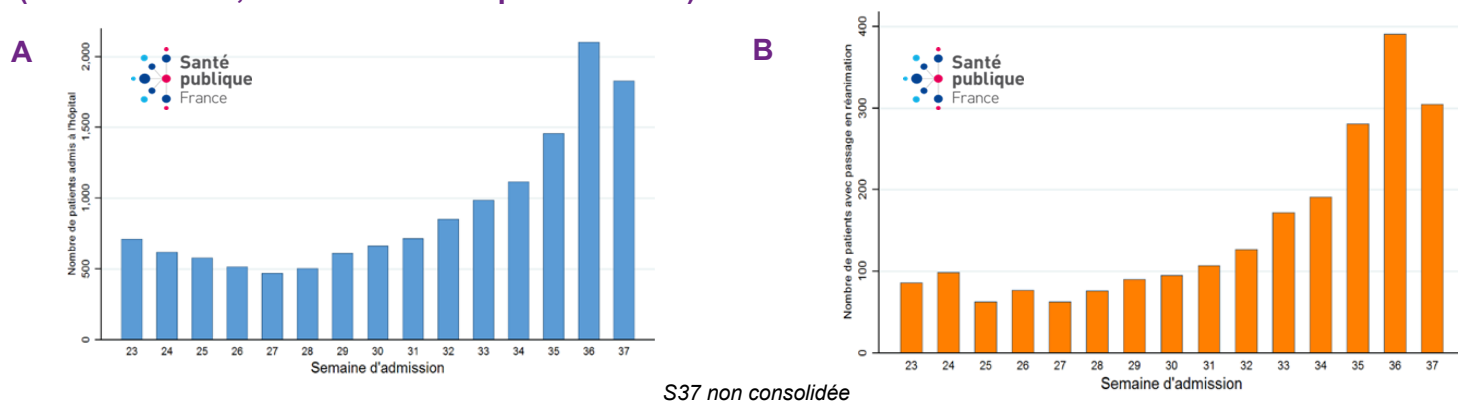 A
Santé
publique
France
Nombre de patients admis à l'hôpital
2,000
1,500
1,000
500
0
23 24 25 26 27 28 29 30 31 32 33 34 35 36 37
Semaine d'admission
B
Santé
publique
France
Nombre de patients avec passage en réanimation
400
300
200
100
0
23 24 25 26 27 28 29 30 31 32 33 34 35 36 37
Semaine d'admission
S37 non consolidée